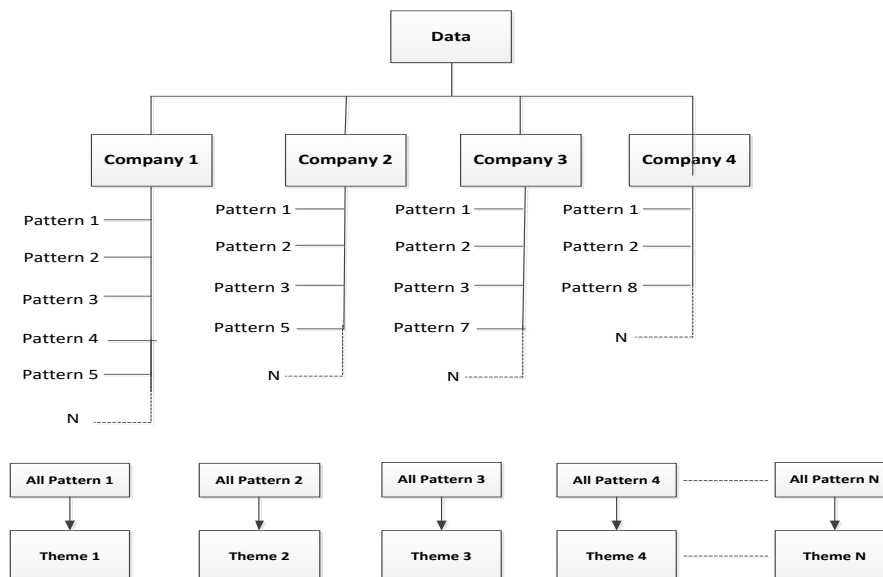 Data
Company 1
Company 2
Company 3
Company 4
Pattern 1
Pattern 2
Pattern 3
Pattern 4
Pattern 5
N
Pattern 1
Pattern 2
Pattern 3
Pattern 5
N
Pattern 1
Pattern 2
Pattern 3
Pattern 7
N
Pattern 1
Pattern 2
Pattern 8
N
All Pattern 1
All Pattern 2
All Pattern 3
All Pattern 4
All Pattern N
Theme 1
Theme 2
Theme 3
Theme 4
Theme N